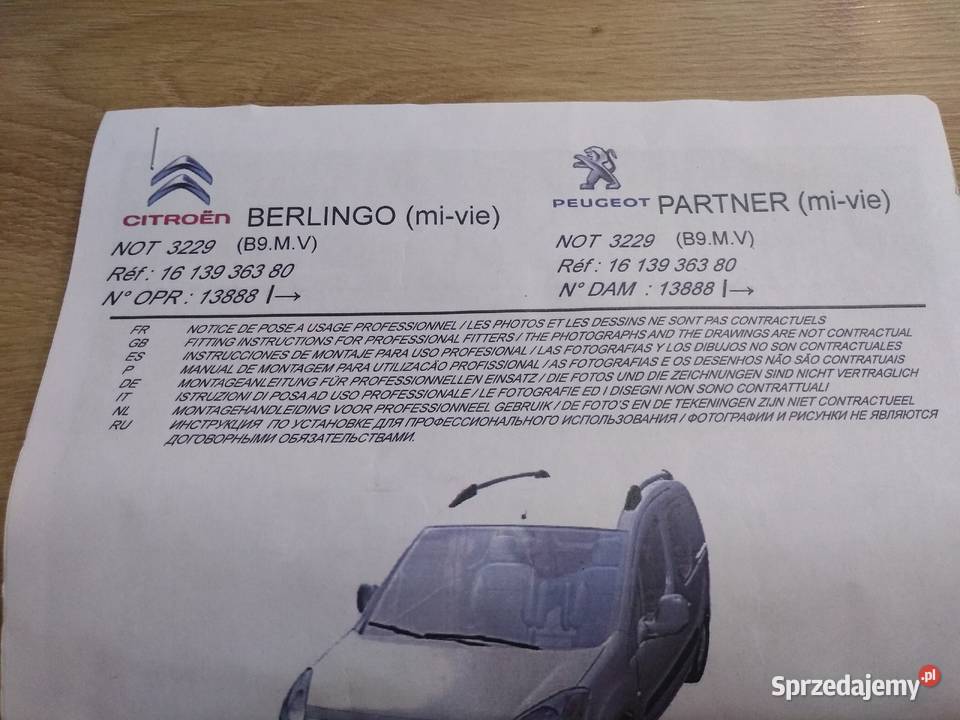 CITROËN BERLINGO (mi-vie)
NOT 3229 (B9.M.V)
Réf : 16 139 363 80
N° OPR : 13888 |→
PEUGEOT PARTNER (mi-vie)
NOT 3229 (B9.M.V)
Réf : 16 139 363 80
N° DAM : 13888 |→
FR NOTICE DE POSE A USAGE PROFESSIONNEL / LES PHOTOS ET LES DESSINS NE SONT PAS CONTRACTUELS
GB FITTING INSTRUCTIONS FOR PROFESSIONAL FITTERS / THE PHOTOGRAPHS AND THE DRAWINGS ARE NOT CONTRACTUAL
ES INSTRUCCIONES DE MONTAJE PARA USO PROFESIONAL / LAS FOTOGRAFIAS Y LOS DIBUJOS NO SON CONTRACTUALES
P MANUAL DE MONTAGEM PARA UTILIZACÃO PROFISSIONAL / AS FOTOGRAFIAS E OS DESENHOS NÃO SÃO CONTRATUAIS
DE MONTAGEANLEITUNG FÜR PROFESSIONNELLEN EINSATZ / DIE FOTOS UND DIE ZEICHNUNGEN SIND NICHT VERTRAGLICH
IT ISTRUZIONI DI POSA AD USO PROFESSIONALE / LE FOTOGRAFIE ED I DISEGNI NON SONO CONTRATTUALI
NL MONTAGEHANDLEIDING VOOR PROFESSIONNEEL GEBRUIK / DE FOTO'S EN DE TEKENINGEN ZIJN NIET CONTRACTUEEL
RU ИНСТРУКЦИЯ ПО УСТАНОВКЕ ДЛЯ ПРОФЕССИОНАЛЬНОГО ИСПОЛЬЗОВАНИЯ / ФОТОГРАФИИ И РИСУНКИ НЕ ЯВЛЯЮТСЯ
ДОГОВОРНЫМИ ОБЯЗАТЕЛЬСТВАМИ.
Sprzedajemy.pl